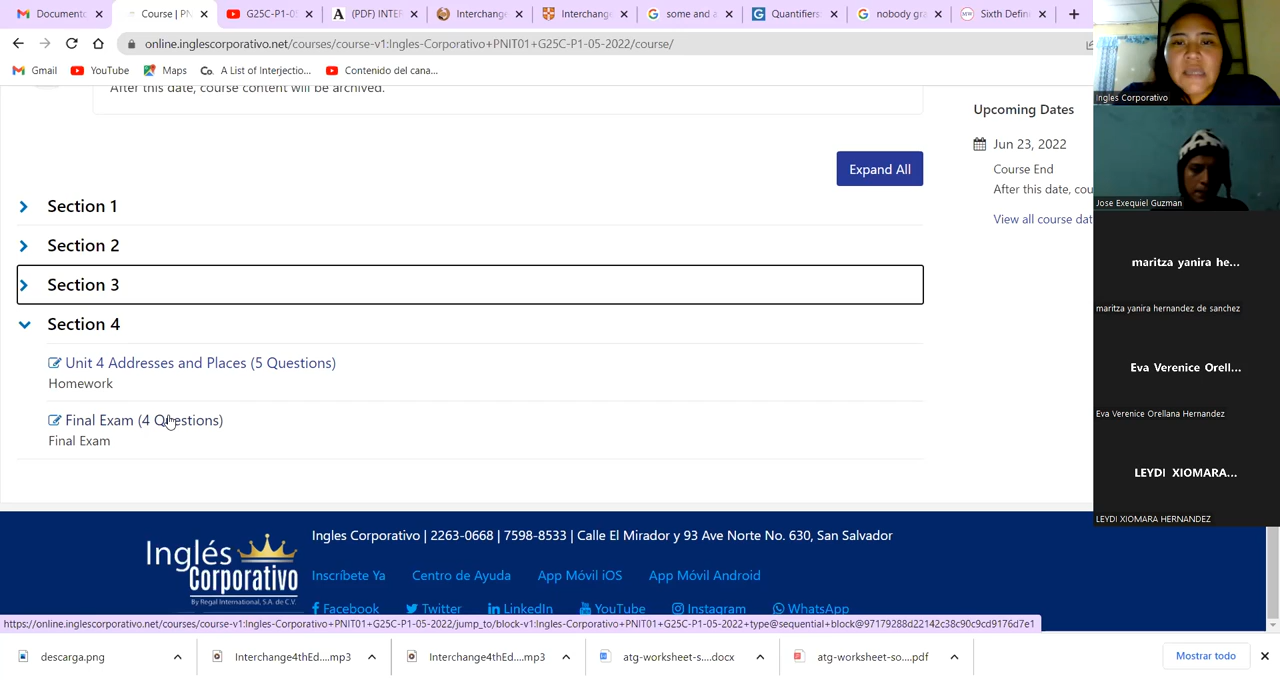 Documento
Course | PN
G25C-P1-0
(PDF) INTER
Interchange
Interchang
some and a
Quantifiers
nobody gra
Sixth Defin
online.inglescorporativo.net/courses/course-v1:Ingles-Corporativo+PNIT01+G25C-P1-05-2022/course/
Gmail
YouTube
Maps
Co.
A List of Interjectio...
Contenido del cana...
After this date, course content will be archived.
Expand All
Section 1
Section 2
Section 3
Section 4
Unit 4 Addresses and Places (5 Questions)
Homework
Final Exam (4 Questions)
Final Exam
Upcoming Dates
Jun 23, 2022
Course End
After this date, cou
View all course dat
Ingles Corporativo
Jose Exequiel Guzman
maritza yanira he...
maritza yanira hernandez de sanchez
Eva Verenice Orell...
Eva Verenice Orellana Hernandez
LEYDI XIOMARA...
LEYDI XIOMARA HERNANDEZ
Inglés
Corporativo
By Regal International, S.A. de C.V.
Ingles Corporativo | 2263-0668 | 7598-8533 | Calle El Mirador y 93 Ave Norte No. 630, San Salvador
Inscríbete Ya
Centro de Ayuda
App Móvil iOS
App Móvil Android
Facebook
Twitter
LinkedIn
YouTube
Instagram
WhatsApp
https://online.inglescorporativo.net/courses/course-v1:Ingles-Corporativo+PNIT01+G25C-P1-05-2022/jump_to/block-v1:Ingles-Corporativo+PNIT01+G25C-P1-05-2022+type@sequential+block@97179288d22142c38c90c9cd9176d7e1
descarga.png
Interchange4thEd....mp3
Interchange4thEd....mp3
atg-worksheet-s....docx
atg-worksheet-so....pdf
Mostrar todo